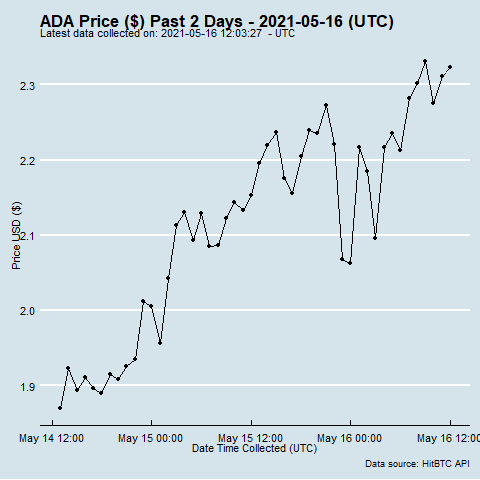 ADA Price ($) Past 2 Days - 2021-05-16 (UTC)
Latest data collected on: 2021-05-16 12:03:27 - UTC
Price USD ($)
2.3
2.2
2.1
2.0
1.9
May 14 12:00 May 15 00:00 May 15 12:00 May 16 00:00 May 16 12:00
Date Time Collected (UTC)
Data source: HitBTC API